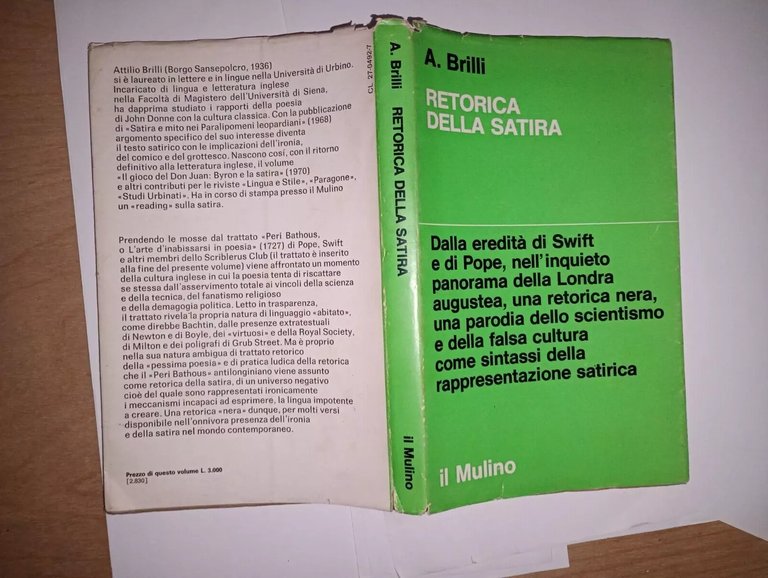 Attilio Brilli (Borgo Sansepolcro, 1936)
si è laureato in lettere e in lingue nella Università di Urbino.
Incaricato di lingua e letteratura inglese
nella Facoltà di Magistero dell'Università di Siena,
ha dapprima studiato i rapporti della poesia
di John Donne con la cultura classica. Con la pubblicazione
di «Satira e mito nei Paralipomeni leopardiani» (1968)
argomento specifico del suo interesse diventa
il testo satirico con le implicazioni dell'ironia,
del comico e del grottesco. Nascono così, con il ritorno
definitivo alla letteratura inglese, il volume
«Il gioco del Don Juan: Byron e la satira» (1970)
e altri contributi per le riviste «Lingua e Stile», «Paragone»,
«Studi Urbinati». Ha in corso di stampa presso il Mulino
un «reading» sulla satira.
Prendendo le mosse dal trattato «Peri Bathous,
o L'arte d'inabissarsi in poesia» (1727) di Pope, Swift
e altri membri dello Scriblerus Club (il trattato è inserito
alla fine del presente volume) viene affrontato un momento
della cultura inglese in cui la poesia tenta di riscattare
se stessa dall'asservimento totale ai vincoli della scienza
e della tecnica, del fanatismo religioso
e della demagogia politica. Letto in trasparenza,
il trattato rivela la propria natura di linguaggio «abitato»,
come direbbe Bachtin, dalle presenze extratestuali
di Newton e di Boyle, dei «virtuosi» e della Royal Society,
di Milton e dei poligrafi di Grub Street. Ma è proprio
nella sua natura ambigua di trattato retorico
della «pessima poesia» e di pratica ludica della retorica
che il «Peri Bathous» antilonginiano viene assunto
come retorica della satira, di un universo negativo
cioè del quale sono rappresentati ironicamente
i meccanismi incapaci ad esprimere, la lingua impotente
a creare. Una retorica «nera» dunque, per molti versi
disponibile nell'onnivora presenza dell'ironia
e della satira nel mondo contemporaneo.
Prezzo di questo volume L. 3.000
[2.830]
CL 27-0492-7
A. Brilli RETORICA DELLA SATIRA il Mulino
A. Brilli
RETORICA
DELLA SATIRA
Dalla eredità di Swift
e di Pope, nell'inquieto
panorama della Londra
augustea, una retorica nera,
una parodia dello scientismo
e della falsa cultura
come sintassi della
rappresentazione satirica
il Mulino